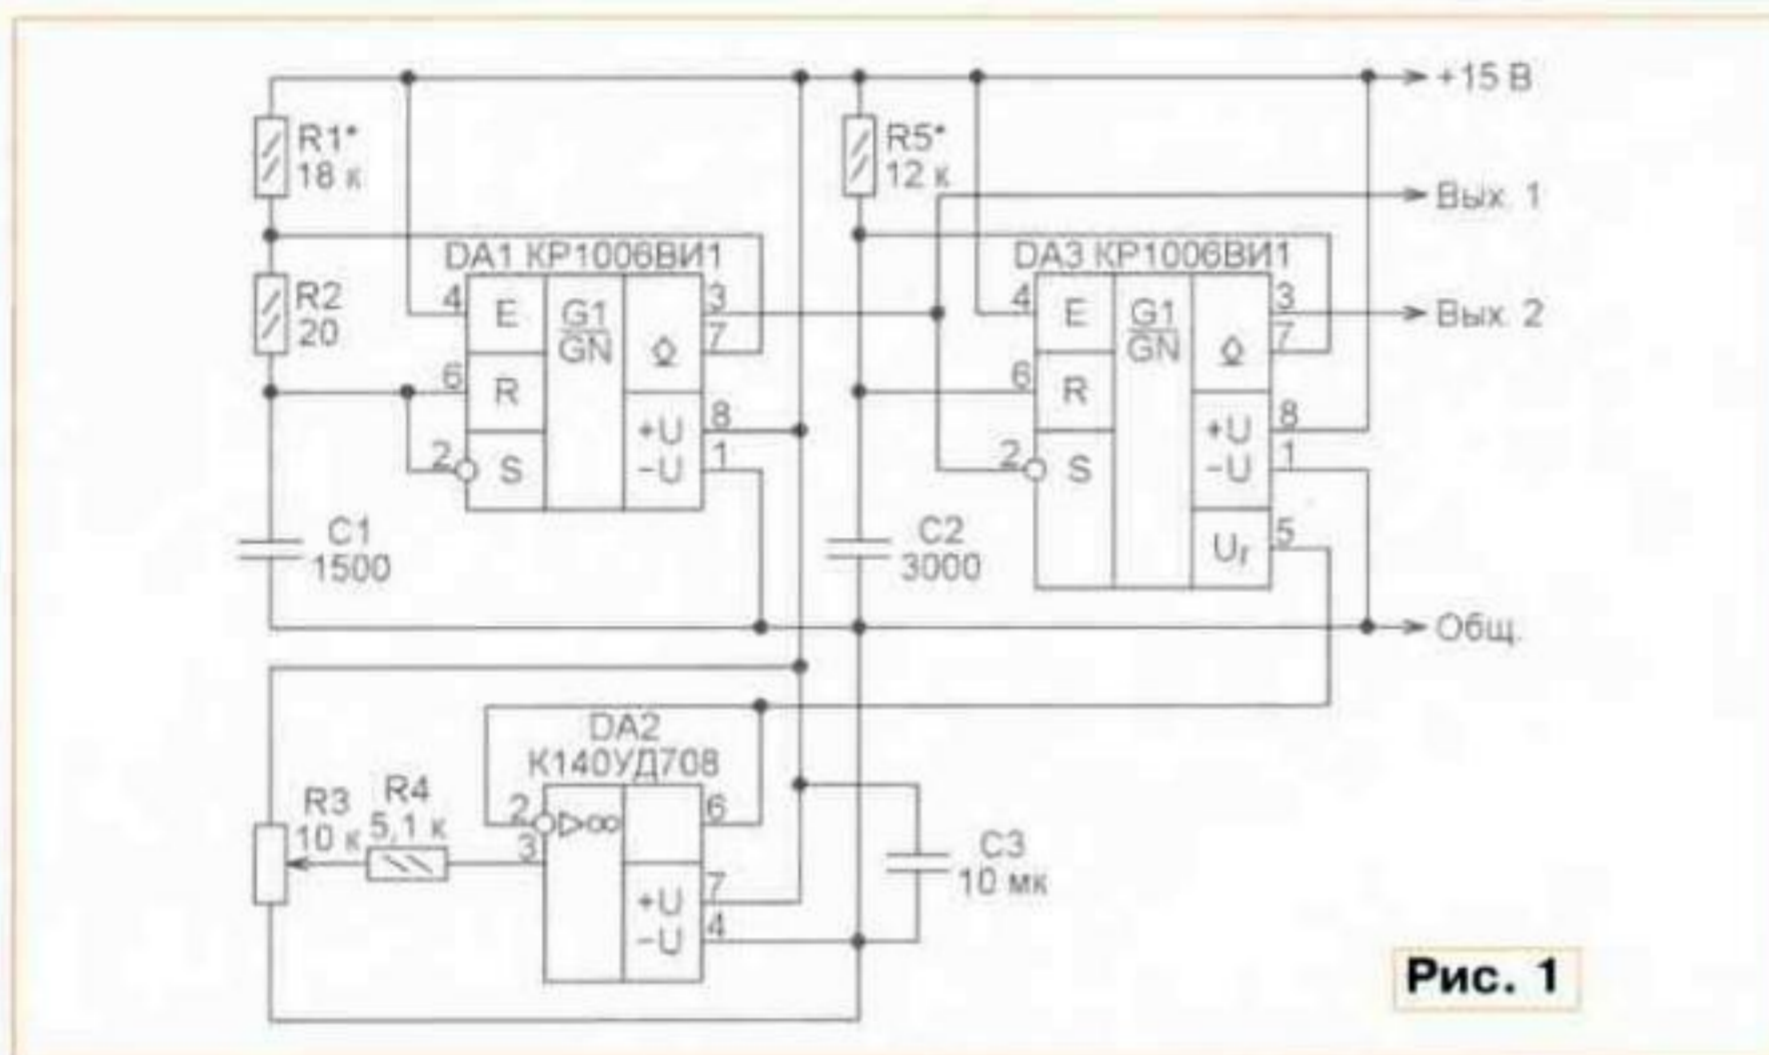 +15 В
R1*
18 к
R5*
12 к
Вых. 1
DA1 КР1006ВИ1
DA3 КР1006ВИ1
R2
20
4
E
G1
GN
3
7
6
R
2
S
+U
8
-U
1
4
E
G1
GN
3
7
Вых. 2
6
R
2
S
+U
8
-U
1
Ur
5
C1
1500
C2
3000
Общ.
DA2
К140УД708
R3
10 к
R4
5,1 к
2
▷∞
3
6
+U
7
-U
4
C3
10 мк
Рис. 1